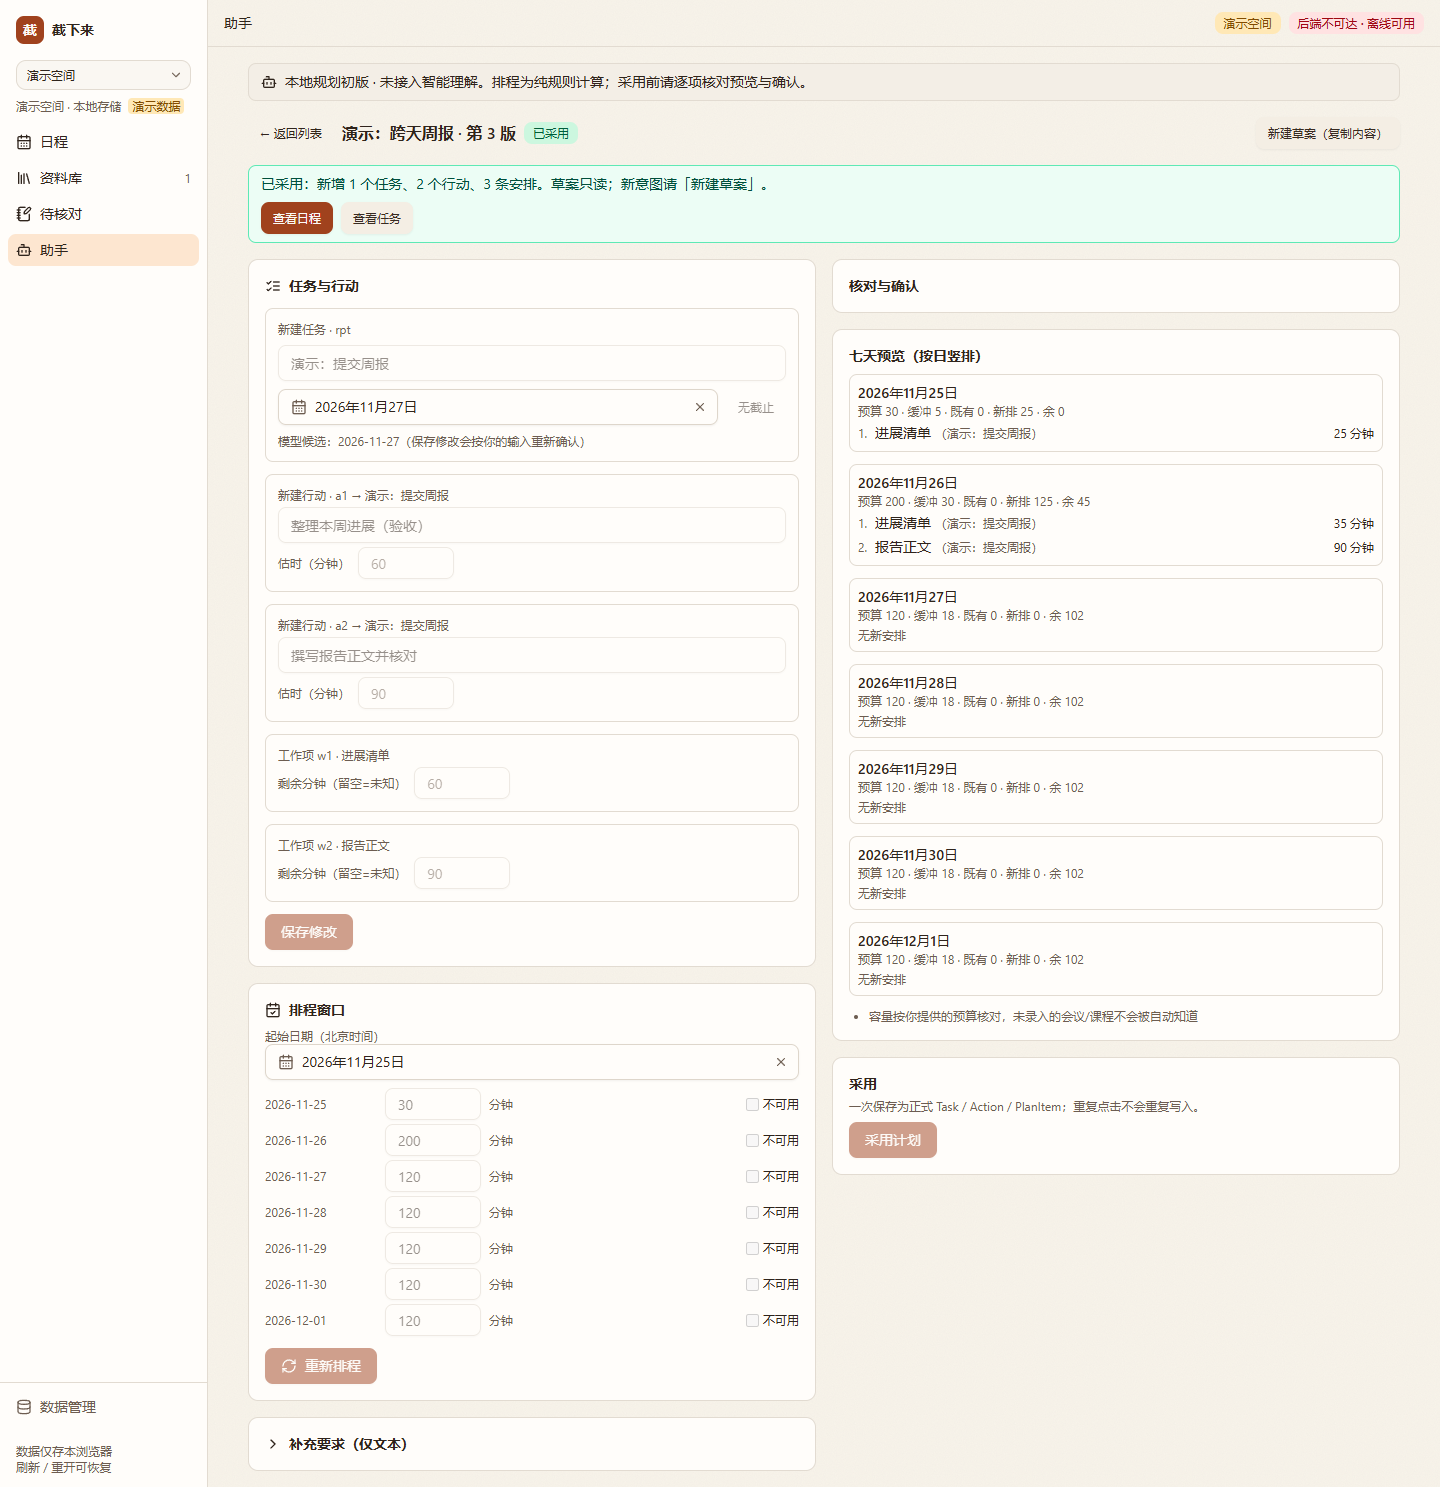 截 截下来
演示空间
演示空间 · 本地存储 演示数据
日程
资料库 1
待核对
助手
数据管理
数据仅存本浏览器
刷新 / 重开可恢复
助手
演示空间 后端不可达 · 离线可用
本地规划初版 · 未接入智能理解。排程为纯规则计算；采用前请逐项核对预览与确认。
← 返回列表 演示：跨天周报 · 第 3 版 已采用 新建草案（复制内容）
已采用：新增 1 个任务、2 个行动、3 条安排。草案只读；新意图请「新建草案」。
查看日程 查看任务
任务与行动
新建任务 · rpt
演示：提交周报
2026年11月27日 × 无截止
模型候选：2026-11-27（保存修改会按你的输入重新确认）
新建行动 · a1 → 演示：提交周报
整理本周进展（验收）
估时（分钟） 60
新建行动 · a2 → 演示：提交周报
撰写报告正文并核对
估时（分钟） 90
工作项 w1 · 进展清单
剩余分钟（留空=未知） 60
工作项 w2 · 报告正文
剩余分钟（留空=未知） 90
保存修改
排程窗口
起始日期（北京时间）
2026年11月25日 ×
2026-11-25 30 分钟 不可用
2026-11-26 200 分钟 不可用
2026-11-27 120 分钟 不可用
2026-11-28 120 分钟 不可用
2026-11-29 120 分钟 不可用
2026-11-30 120 分钟 不可用
2026-12-01 120 分钟 不可用
重新排程
补充要求（仅文本）
核对与确认
七天预览（按日竖排）
2026年11月25日
预算 30 · 缓冲 5 · 既有 0 · 新排 25 · 余 0
1. 进展清单 （演示：提交周报） 25 分钟
2026年11月26日
预算 200 · 缓冲 30 · 既有 0 · 新排 125 · 余 45
1. 进展清单 （演示：提交周报） 35 分钟
2. 报告正文 （演示：提交周报） 90 分钟
2026年11月27日
预算 120 · 缓冲 18 · 既有 0 · 新排 0 · 余 102
无新安排
2026年11月28日
预算 120 · 缓冲 18 · 既有 0 · 新排 0 · 余 102
无新安排
2026年11月29日
预算 120 · 缓冲 18 · 既有 0 · 新排 0 · 余 102
无新安排
2026年11月30日
预算 120 · 缓冲 18 · 既有 0 · 新排 0 · 余 102
无新安排
2026年12月1日
预算 120 · 缓冲 18 · 既有 0 · 新排 0 · 余 102
无新安排
• 容量按你提供的预算核对，未录入的会议/课程不会被自动知道
采用
一次保存为正式 Task / Action / PlanItem；重复点击不会重复写入。
采用计划